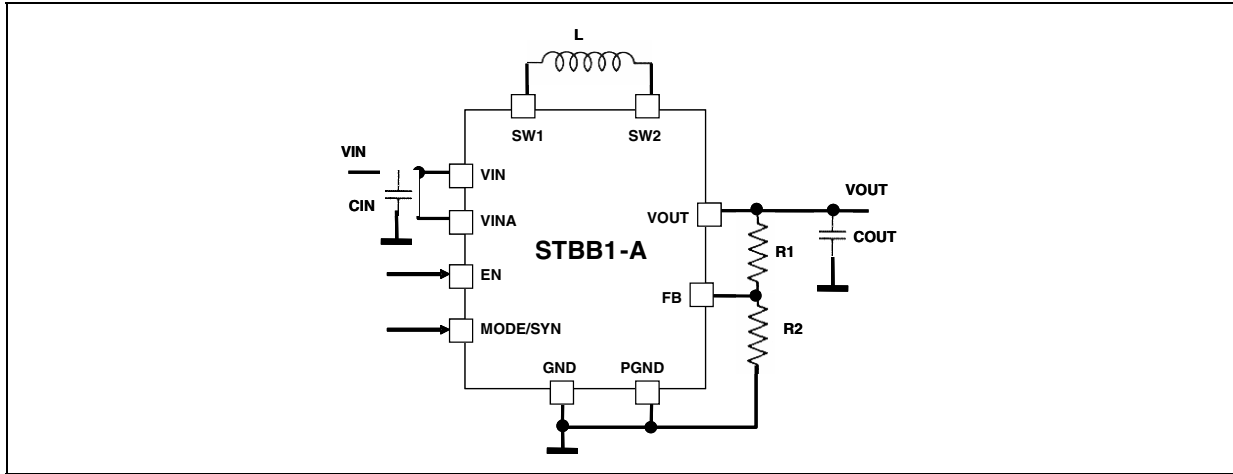 L
SW1 SW2
VIN
VIN
CIN
VINA
VOUT
VOUT
STBB1-A
COUT
R1
EN
FB
MODE/SYN
R2
GND PGND